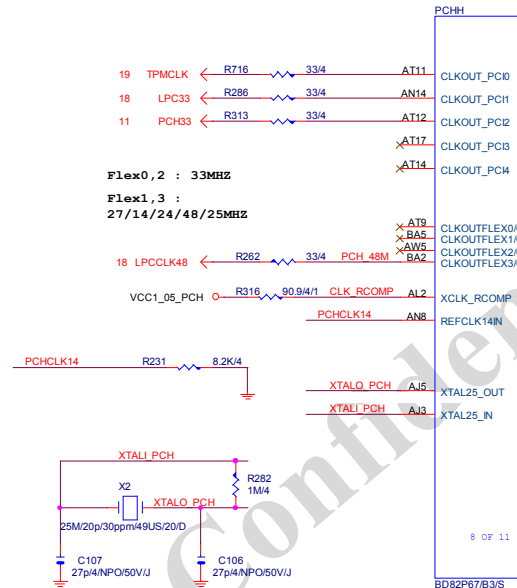 PCHH
19 TPMCLK R716 33/4 AT11 CLKOUT_PCI0
18 LPC33 R286 33/4 AN14 CLKOUT_PCI1
11 PCH33 R313 33/4 AT12 CLKOUT_PCI2
AT17 CLKOUT_PCI3
AT14 CLKOUT_PCI4
Flex0,2 : 33MHZ
Flex1,3 :
27/14/24/48/25MHZ
AT9 CLKOUTFLEX0/
BA5 CLKOUTFLEX1/
AW5 CLKOUTFLEX2/
18 LPCCLK48 R262 33/4 PCH_48M BA2 CLKOUTFLEX3/
VCC1_05_PCH R316 90.9/4/1 CLK_RCOMP AL2 XCLK_RCOMP
PCHCLK14 AN8 REFCLK14IN
PCHCLK14 R231 8.2K/4
XTALO_PCH AJ5 XTAL25_OUT
XTALI_PCH AJ3 XTAL25_IN
XTALI_PCH
R282
1M/4
X2
XTALO_PCH
25M/20p/30ppm/49US/20/D
C107
27p/4/NPO/50V/J
C106
27p/4/NPO/50V/J
8 OF 11
BD82P67/B3/S
Confiden